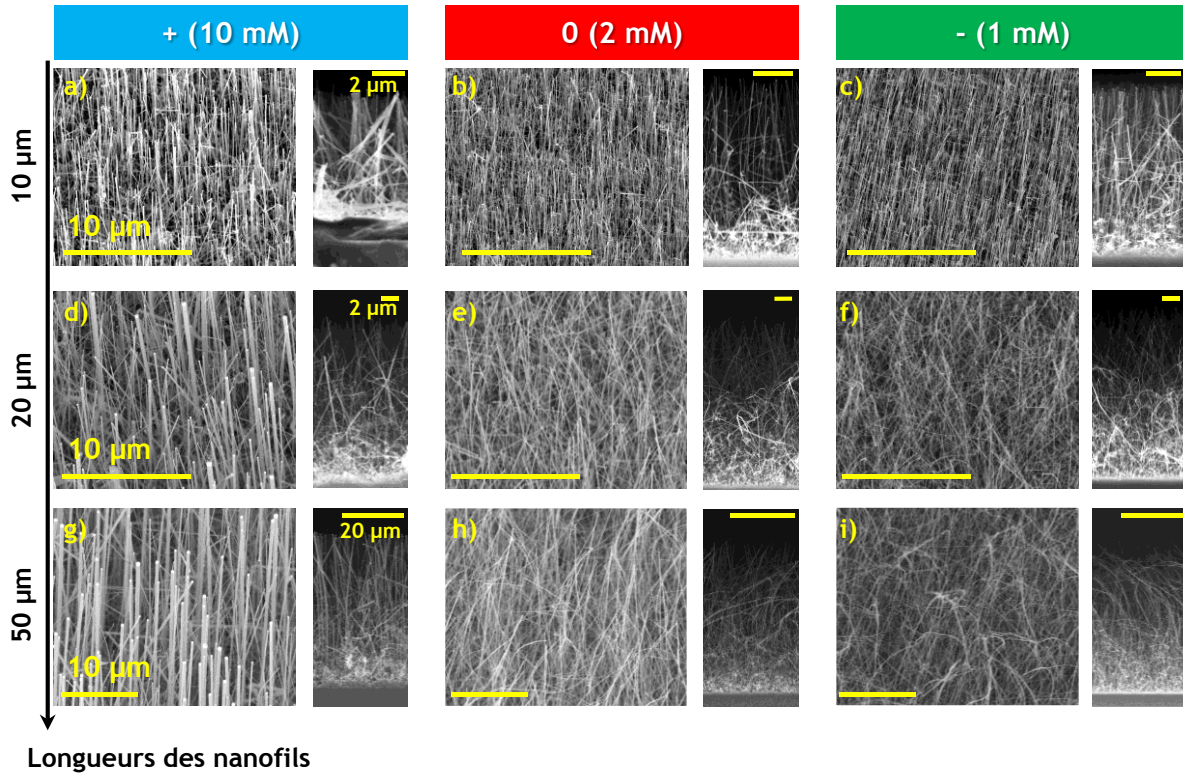 + (10 mM)
0 (2 mM)
- (1 mM)
10 µm
a)
10 µm
2 µm
b)
c)
20 µm
d)
10 µm
2 µm
e)
f)
50 µm
g)
10 µm
20 µm
h)
i)
Longueurs des nanofils